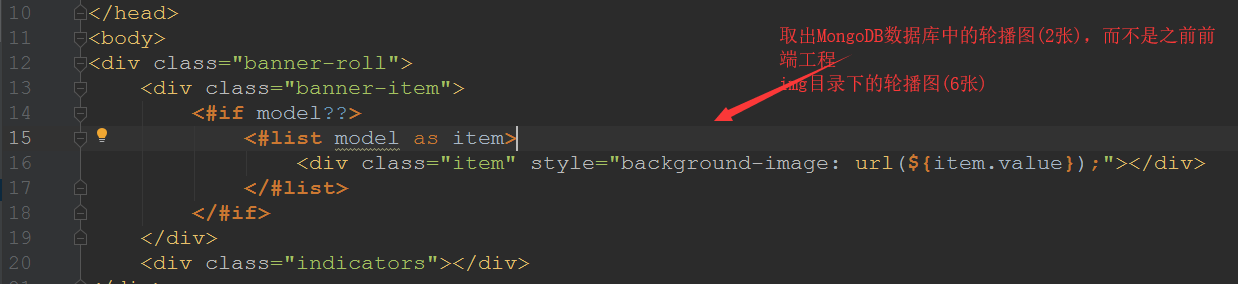 10 </head>
11 <body>
12 <div class="banner-roll">
13 <div class="banner-item">
14 <#if model??>
15 <#list model as item>
16 <div class="item" style="background-image: url(${item.value});"></div>
17 </#list>
18 </#if>
19 </div>
20 <div class="indicators"></div>
取出MongoDB数据库中的轮播图(2张)，而不是之前前
端工程
img目录下的轮播图(6张)